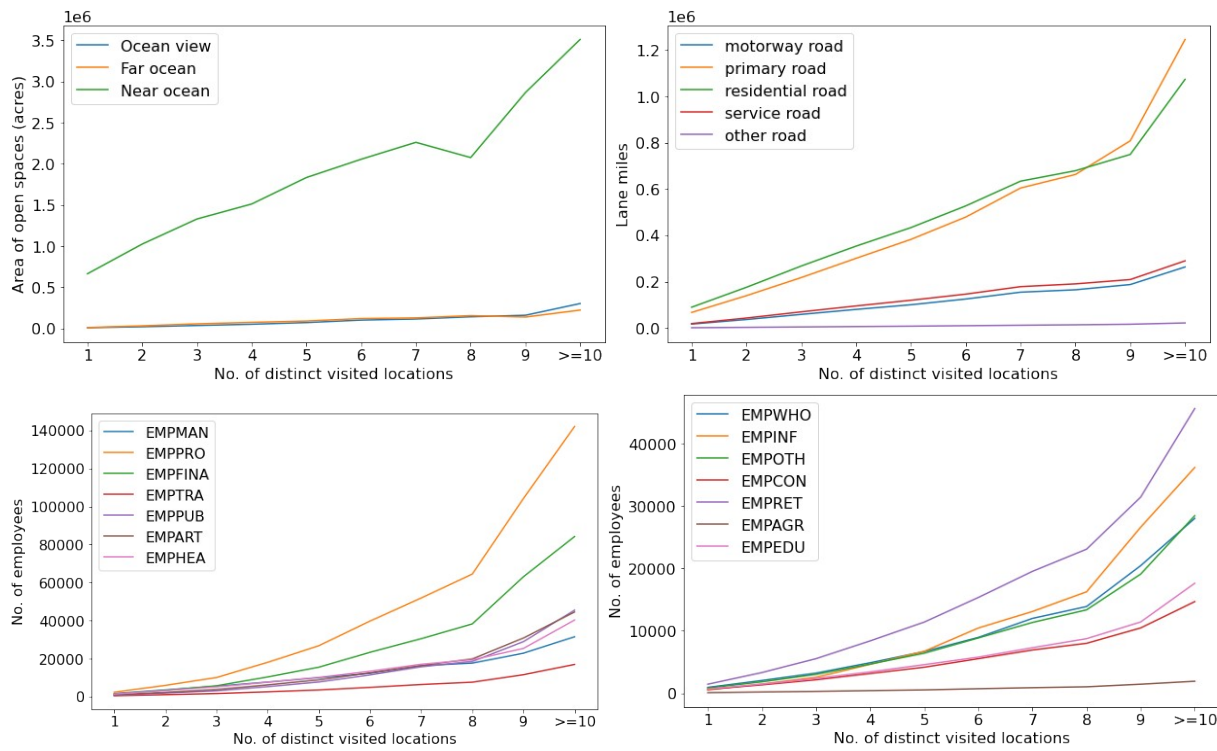 1e6
Area of open spaces (acres)
3.5
3.0
2.5
2.0
1.5
1.0
0.5
0.0
Ocean view
Far ocean
Near ocean
1 2 3 4 5 6 7 8 9 >=10
No. of distinct visited locations
1e6
Lane miles
1.2
1.0
0.8
0.6
0.4
0.2
0.0
motorway road
primary road
residential road
service road
other road
1 2 3 4 5 6 7 8 9 >=10
No. of distinct visited locations
No. of employees
140000
120000
100000
80000
60000
40000
20000
0
EMPMAN
EMPPRO
EMPFINA
EMPTRA
EMPPUB
EMPART
EMPHEA
1 2 3 4 5 6 7 8 9 >=10
No. of distinct visited locations
No. of employees
40000
30000
20000
10000
0
EMPWHO
EMPINF
EMPOTH
EMPCON
EMPRET
EMPAGR
EMPEDU
1 2 3 4 5 6 7 8 9 >=10
No. of distinct visited locations